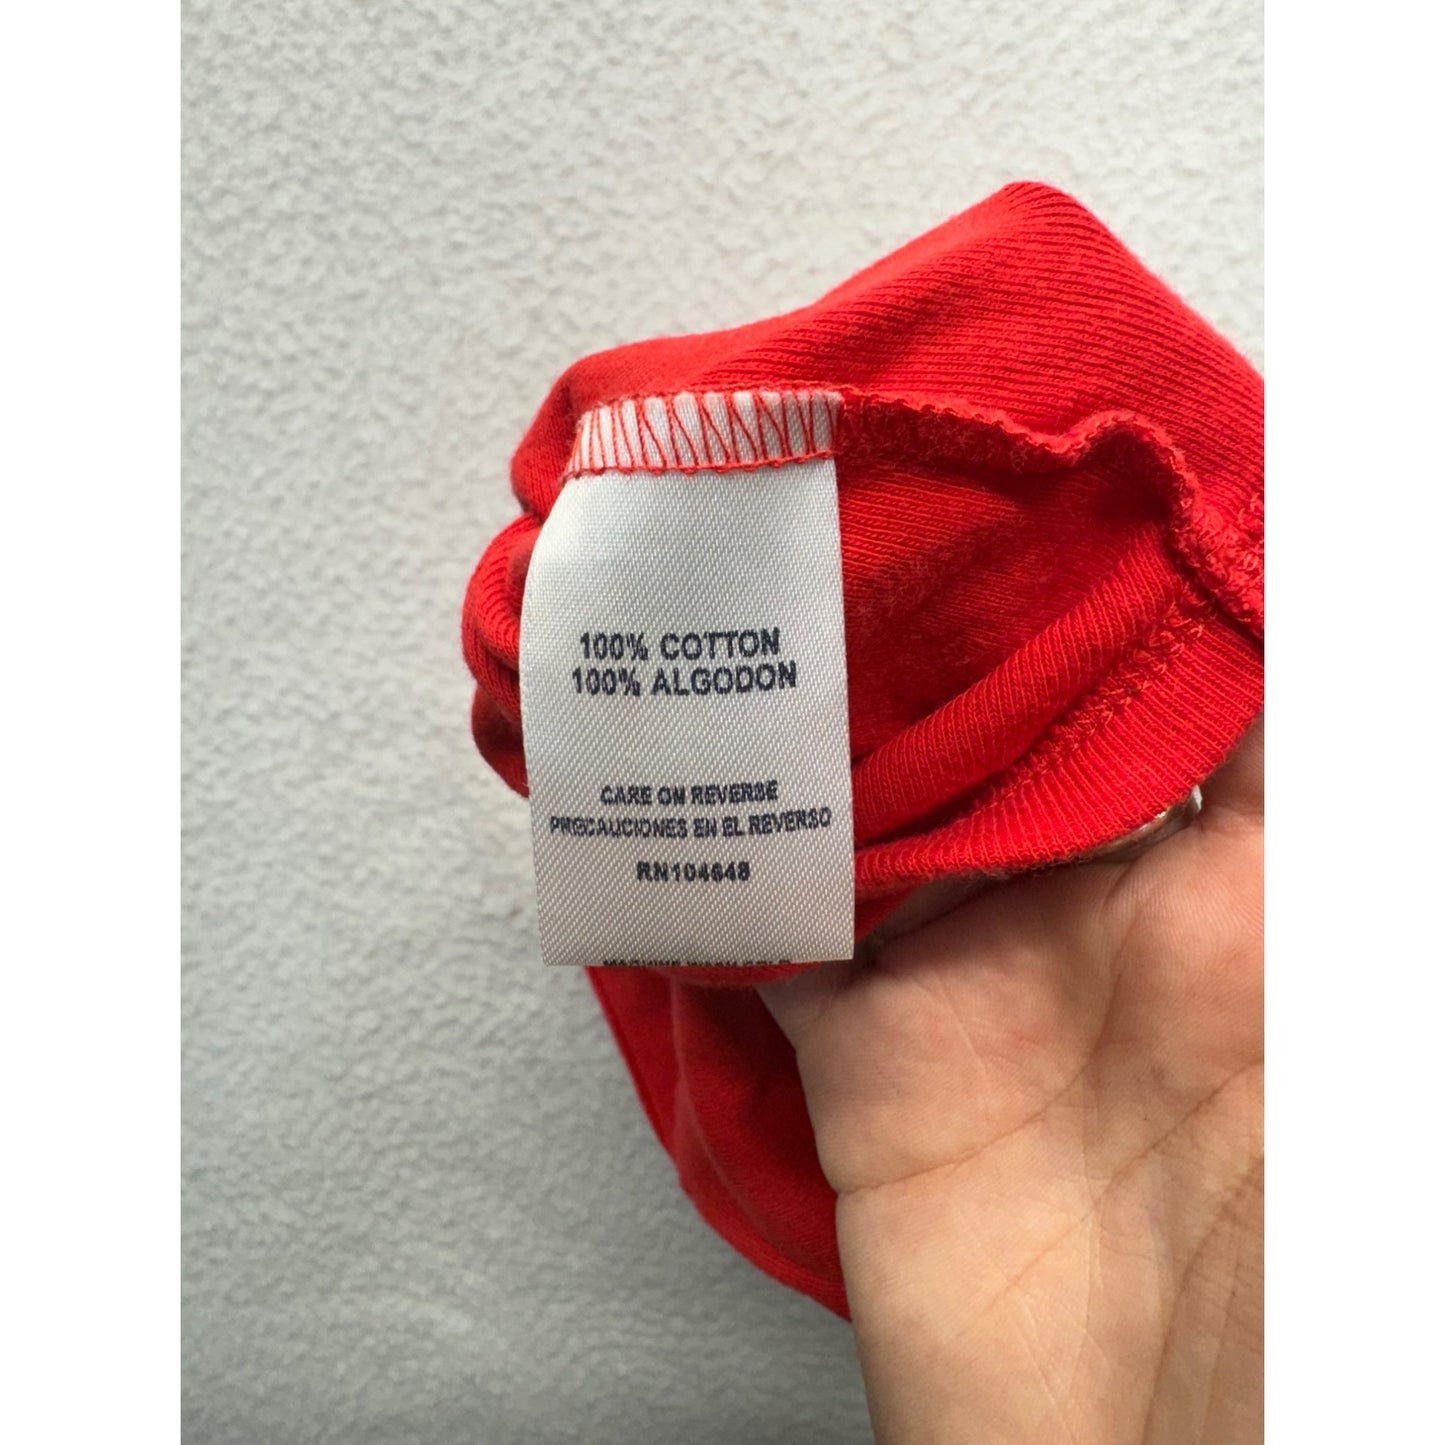 100% COTTON
100% ALGODON
CARE ON REVERSE
PRECAUCIONES EN EL REVERSO
RN104648